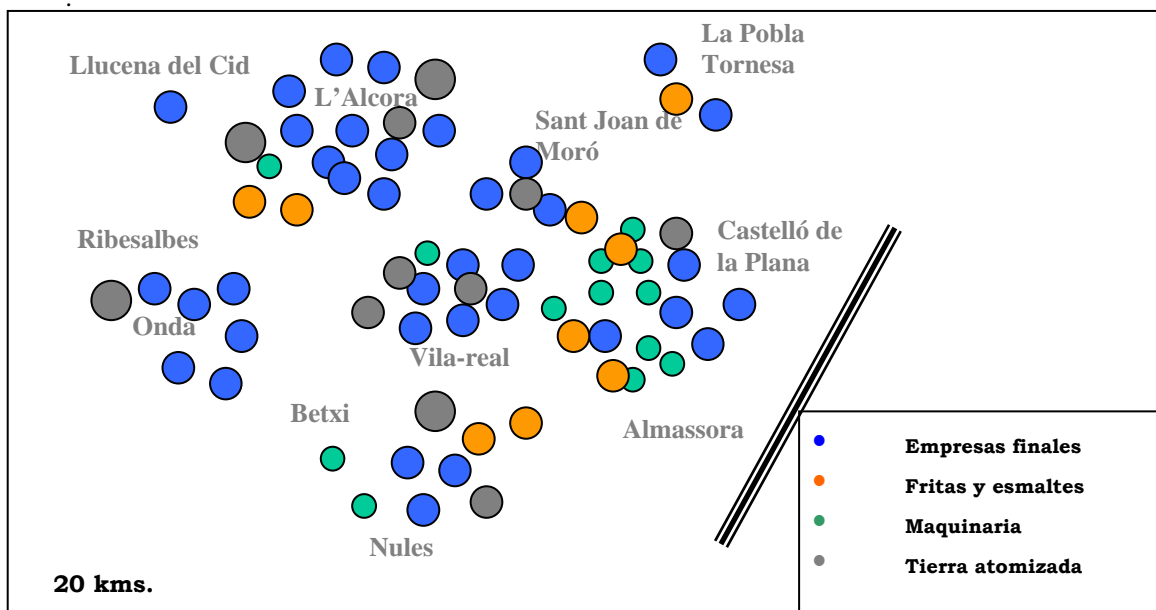 La Pobla
Tornesa
Llucena del Cid
L'Alcora
Sant Joan de
Moró
Ribesalbes
Castelló de
la Plana
Onda
Vila-real
Betxi
Almassora
Nules
20 kms.
Empresas finales
Fritas y esmaltes
Maquinaria
Tierra atomizada